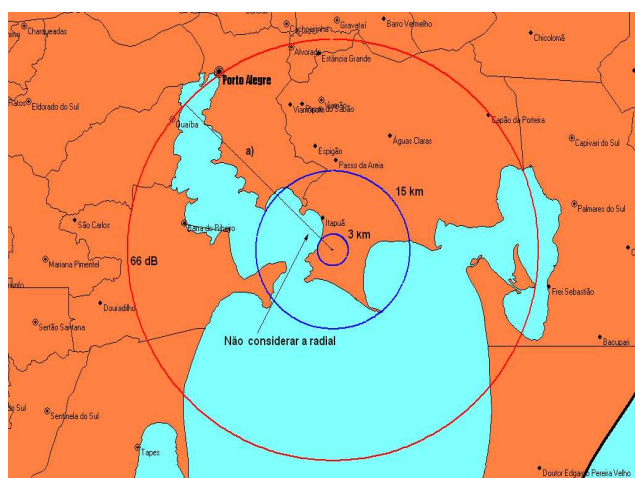 Charqueadas
Cachoeirinha
Gravataí
Barro Vermelho
Chicolomã
Alvorada
Estância Grande
Porto Alegre
Eldorado do Sul
Viamão
Guaíba
Capão da Porteira
a)
Espigão
Águas Claras
Capivari do Sul
Passo da Areia
15 km
Palmares do Sul
São Carlos
Barra do Ribeiro
Itapuã
3 km
66 dB
Mariana Pimentel
Frei Sebastião
Douradilho
Sertão Santana
Não considerar a radial
Bacupari
Sentinela do Sul
Tapes
Doutor Edgardo Pereira Velho